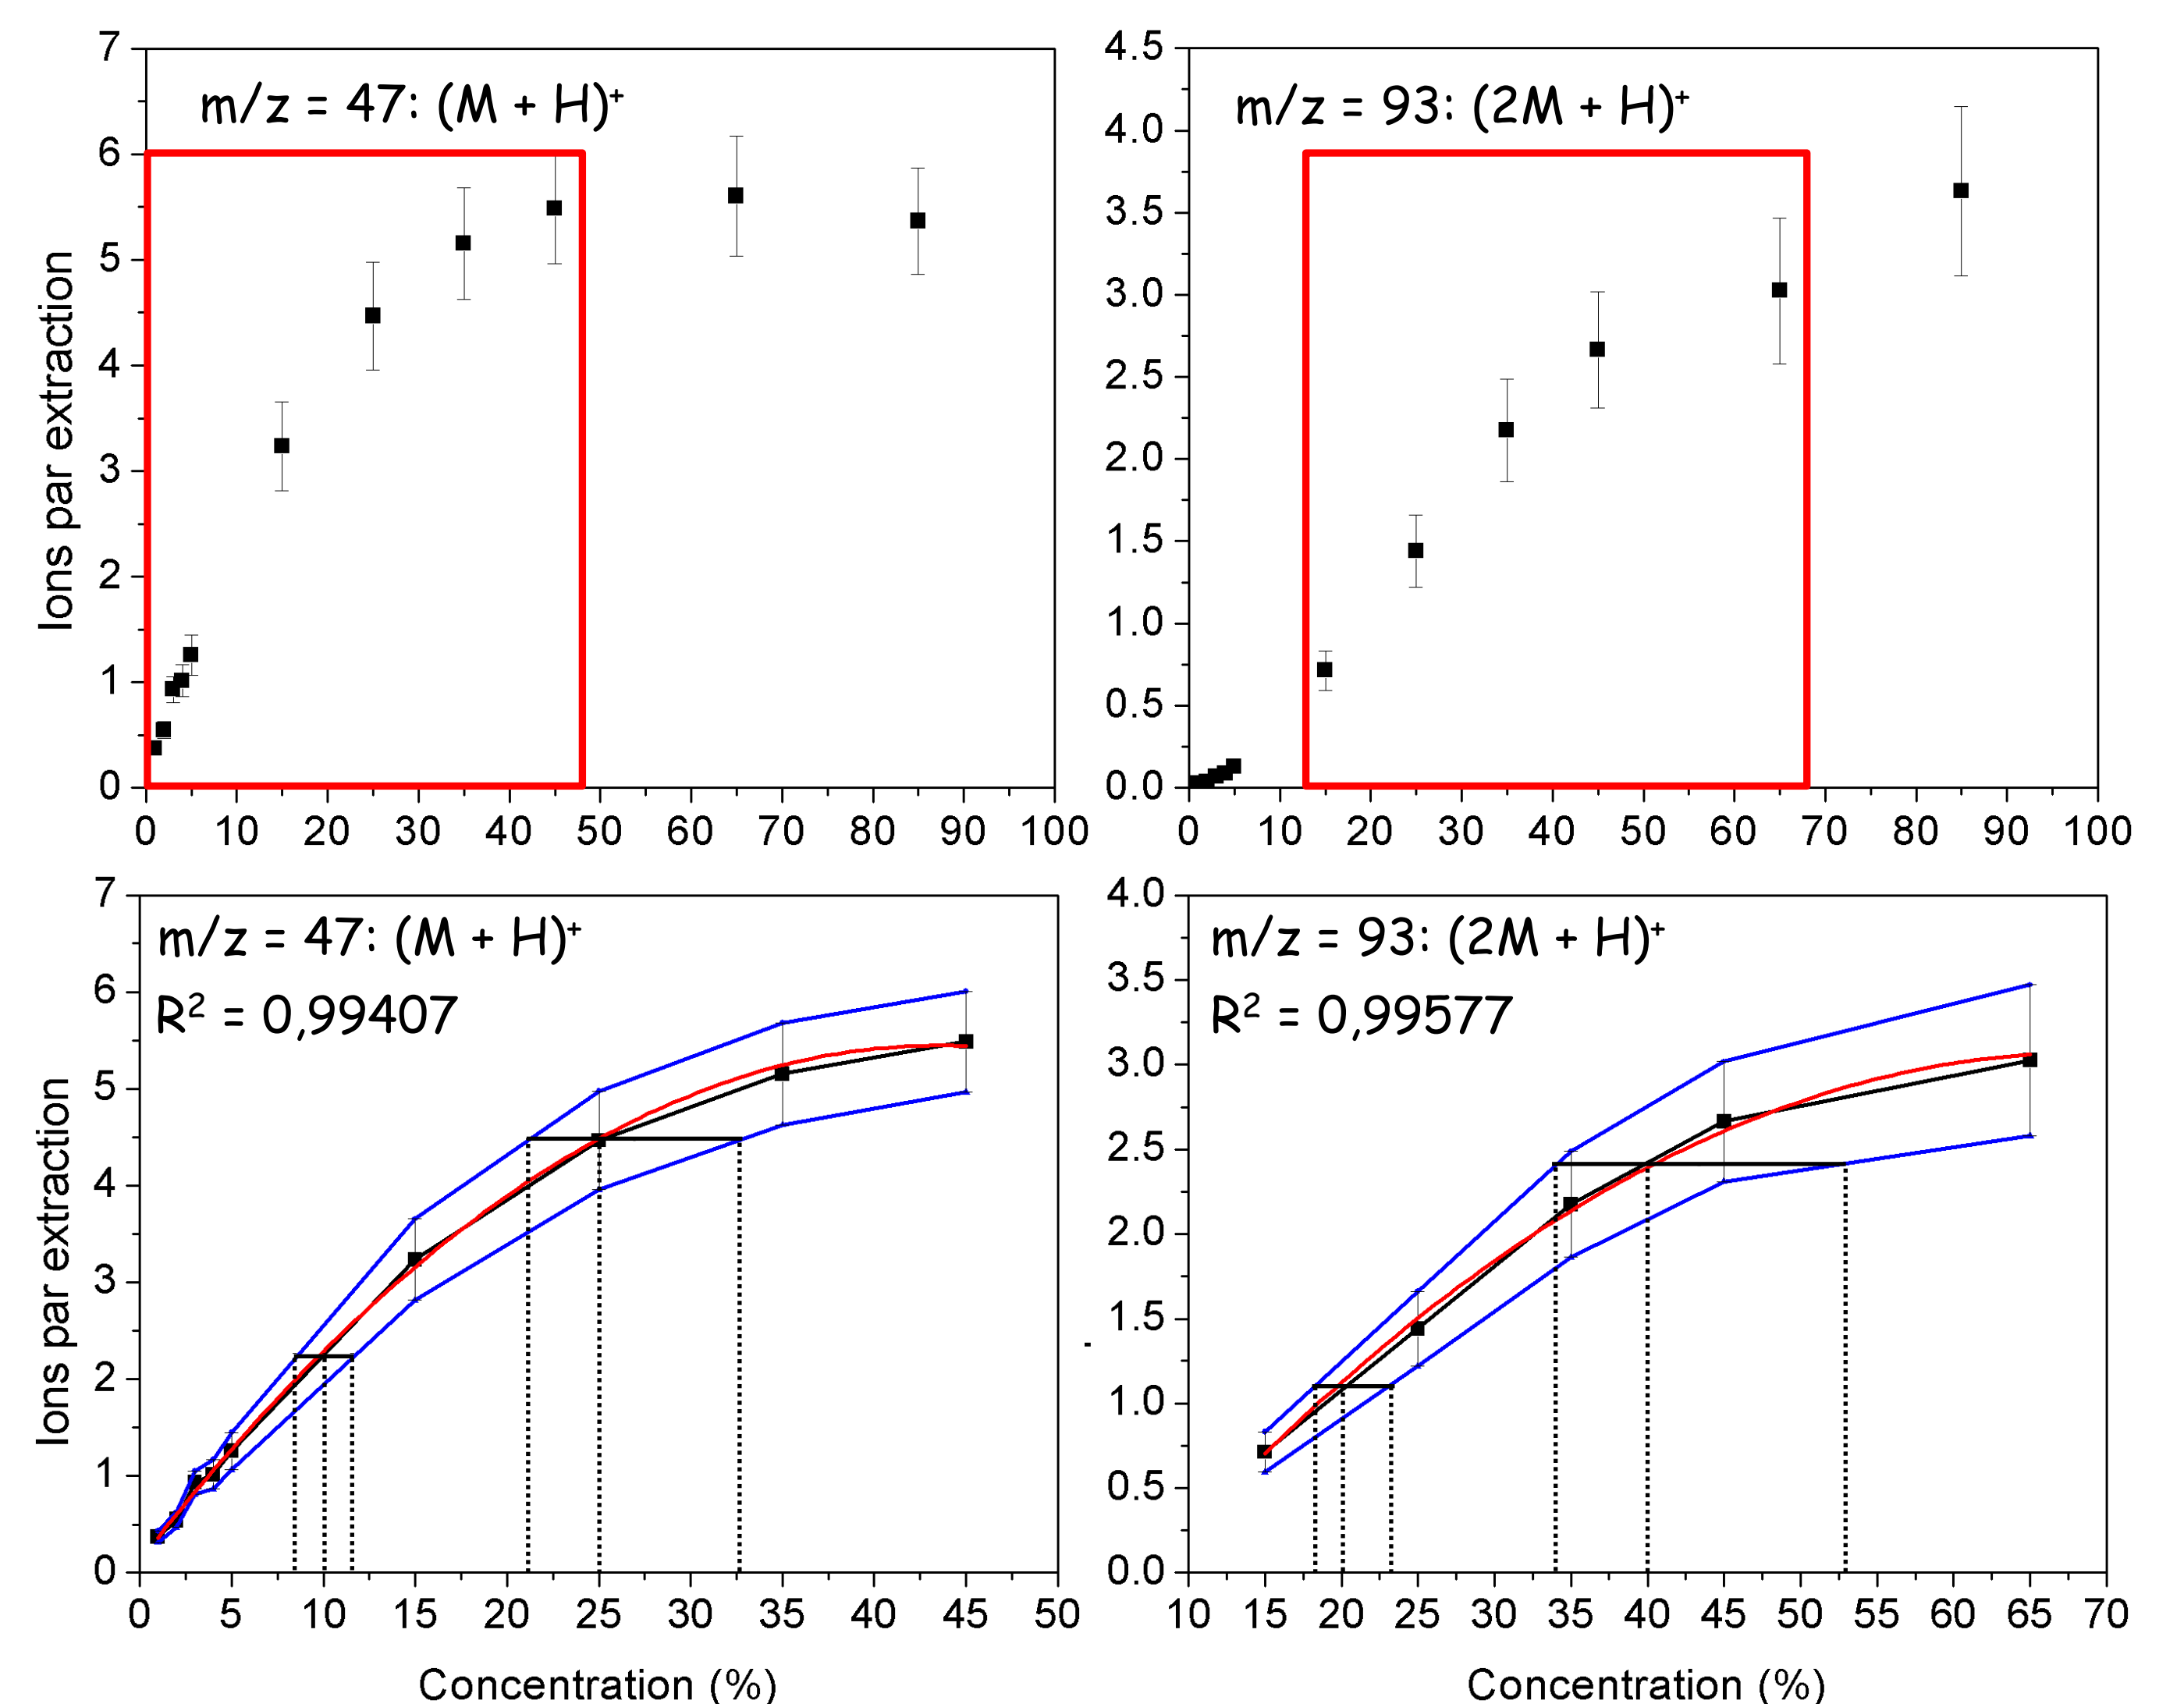 m/z = 47: (M + H)⁺
Ions par extraction
7
6
5
4
3
2
1
0
0 10 20 30 40 50 60 70 80 90 100
m/z = 93: (2M + H)⁺
4.5
4.0
3.5
3.0
2.5
2.0
1.5
1.0
0.5
0.0
0 10 20 30 40 50 60 70 80 90 100
m/z = 47: (M + H)⁺
R² = 0,99407
Ions par extraction
7
6
5
4
3
2
1
0
0 5 10 15 20 25 30 35 40 45 50
Concentration (%)
m/z = 93: (2M + H)⁺
R² = 0,99577
4.0
3.5
3.0
2.5
2.0
1.5
1.0
0.5
0.0
10 15 20 25 30 35 40 45 50 55 60 65 70
Concentration (%)